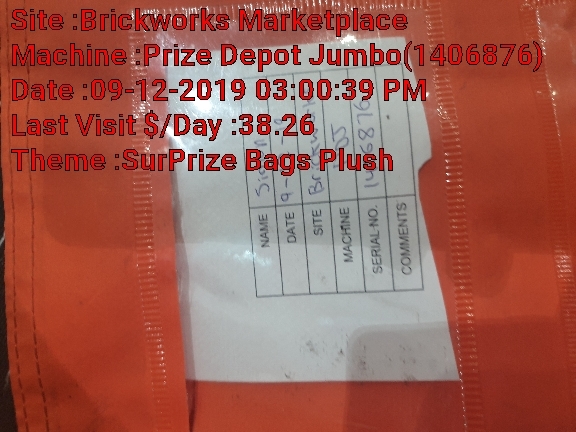 Site :Brickworks Marketplace
Machine :Prize Depot Jumbo(1406876)
Date :09-12-2019 03:00:39 PM
Last Visit $/Day :38.26
Theme :SurPrize Bags Plush
NAME
DATE
SITE
MACHINE
SERIAL NO. 1406876
COMMENTS